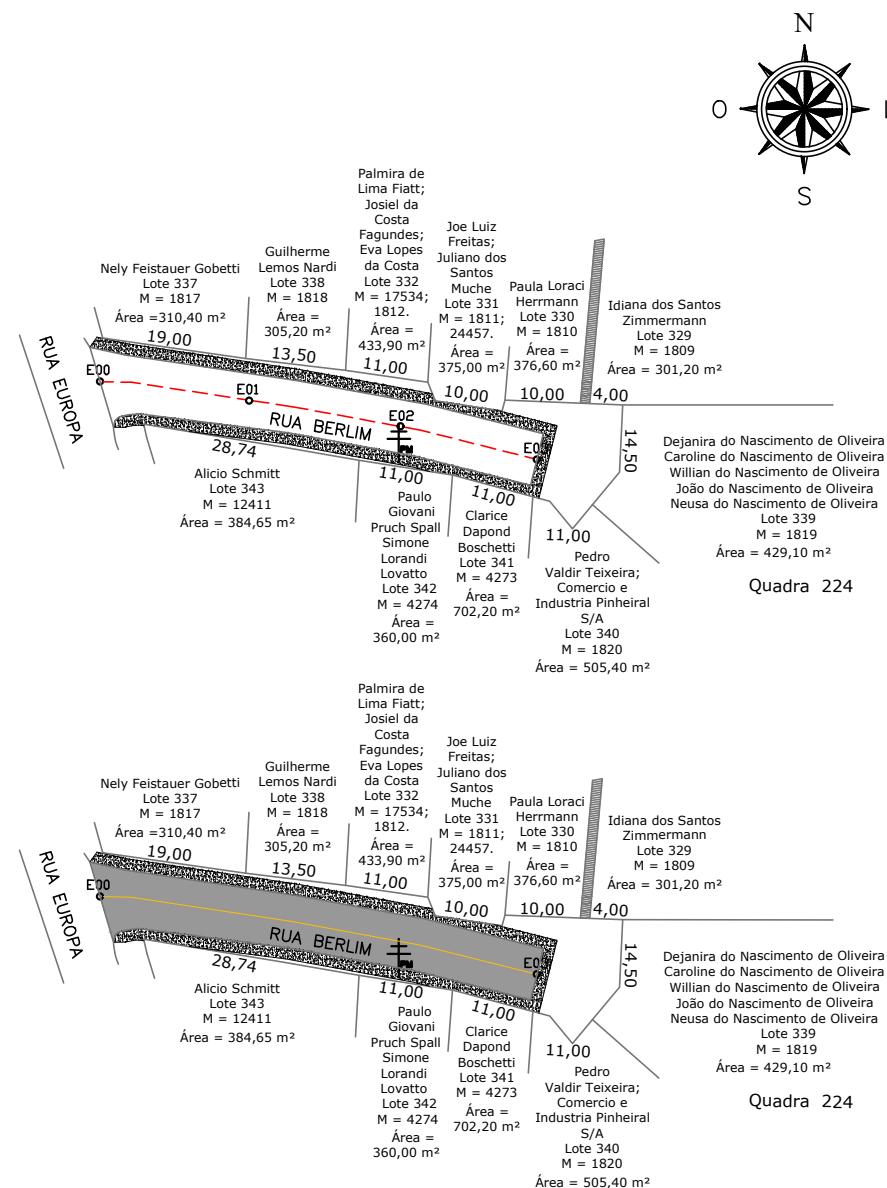 N
O
S
Palmira de
Lima Fiatt;
Josiel da
Costa
Fagundes;
Eva Lopes
da Costa
Lote 332
M = 17534;
1812.
Área =
433,90 m²
11,00
Nely Feistauer Gobetti
Lote 337
M = 1817
Área =310,40 m²
19,00
Guilherme
Lemos Nardi
Lote 338
M = 1818
Área =
305,20 m²
13,50
Joe Luiz
Freitas;
Juliano dos
Santos
Muche
Lote 331
M = 1811;
24457.
Área =
375,00 m²
10,00
Paula Loraci
Herrmann
Lote 330
M = 1810
Área =
376,60 m²
10,00
Idiana dos Santos
Zimmermann
Lote 329
M = 1809
Área = 301,20 m²
4,00
14,50
RUA EUROPA
E00
E01
E02
RUA BERLIM
PM
28,74
11,00
11,00
11,00
Alicio Schmitt
Lote 343
M = 12411
Área = 384,65 m²
Paulo
Giovani
Pruch Spall
Simone
Lorandi
Lovatto
Lote 342
M = 4274
Área =
360,00 m²
Clarice
Dapond
Boschetti
Lote 341
M = 4273
Área =
702,20 m²
Pedro
Valdir Teixeira;
Comercio e
Industria Pinheiral
S/A
Lote 340
M = 1820
Área = 505,40 m²
Dejanira do Nascimento de Oliveira
Caroline do Nascimento de Oliveira
Willian do Nascimento de Oliveira
João do Nascimento de Oliveira
Neusa do Nascimento de Oliveira
Lote 339
M = 1819
Área = 429,10 m²
Quadra 224
Palmira de
Lima Fiatt;
Josiel da
Costa
Fagundes;
Eva Lopes
da Costa
Lote 332
M = 17534;
1812.
Área =
433,90 m²
11,00
Nely Feistauer Gobetti
Lote 337
M = 1817
Área =310,40 m²
19,00
Guilherme
Lemos Nardi
Lote 338
M = 1818
Área =
305,20 m²
13,50
Joe Luiz
Freitas;
Juliano dos
Santos
Muche
Lote 331
M = 1811;
24457.
Área =
375,00 m²
10,00
Paula Loraci
Herrmann
Lote 330
M = 1810
Área =
376,60 m²
10,00
Idiana dos Santos
Zimmermann
Lote 329
M = 1809
Área = 301,20 m²
4,00
14,50
RUA EUROPA
E00
RUA BERLIM
PM
28,74
11,00
11,00
11,00
Alicio Schmitt
Lote 343
M = 12411
Área = 384,65 m²
Paulo
Giovani
Pruch Spall
Simone
Lorandi
Lovatto
Lote 342
M = 4274
Área =
360,00 m²
Clarice
Dapond
Boschetti
Lote 341
M = 4273
Área =
702,20 m²
Pedro
Valdir Teixeira;
Comercio e
Industria Pinheiral
S/A
Lote 340
M = 1820
Área = 505,40 m²
Dejanira do Nascimento de Oliveira
Caroline do Nascimento de Oliveira
Willian do Nascimento de Oliveira
João do Nascimento de Oliveira
Neusa do Nascimento de Oliveira
Lote 339
M = 1819
Área = 429,10 m²
Quadra 224